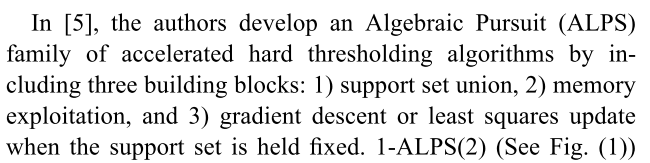 In [5], the authors develop an Algebraic Pursuit (ALPS)
family of accelerated hard thresholding algorithms by in-
cluding three building blocks: 1) support set union, 2) memory
exploitation, and 3) gradient descent or least squares update
when the support set is held fixed. 1-ALPS(2) (See Fig. (1))